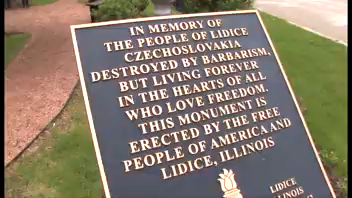 IN MEMORY OF
THE PEOPLE OF LIDICE
CZECHOSLOVAKIA
DESTROYED BY BARBARISM,
BUT LIVING FOREVER
IN THE HEARTS OF ALL
WHO LOVE FREEDOM.
THIS MONUMENT IS
ERECTED BY THE FREE
PEOPLE OF AMERICA AND
LIDICE, ILLINOIS
LIDICE
ILLINOIS